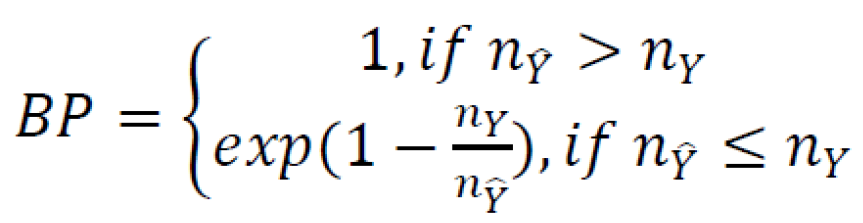 BP = { 1, if n_Ŷ > n_Y
exp(1 − n_Y/n_Ŷ), if n_Ŷ ≤ n_Y